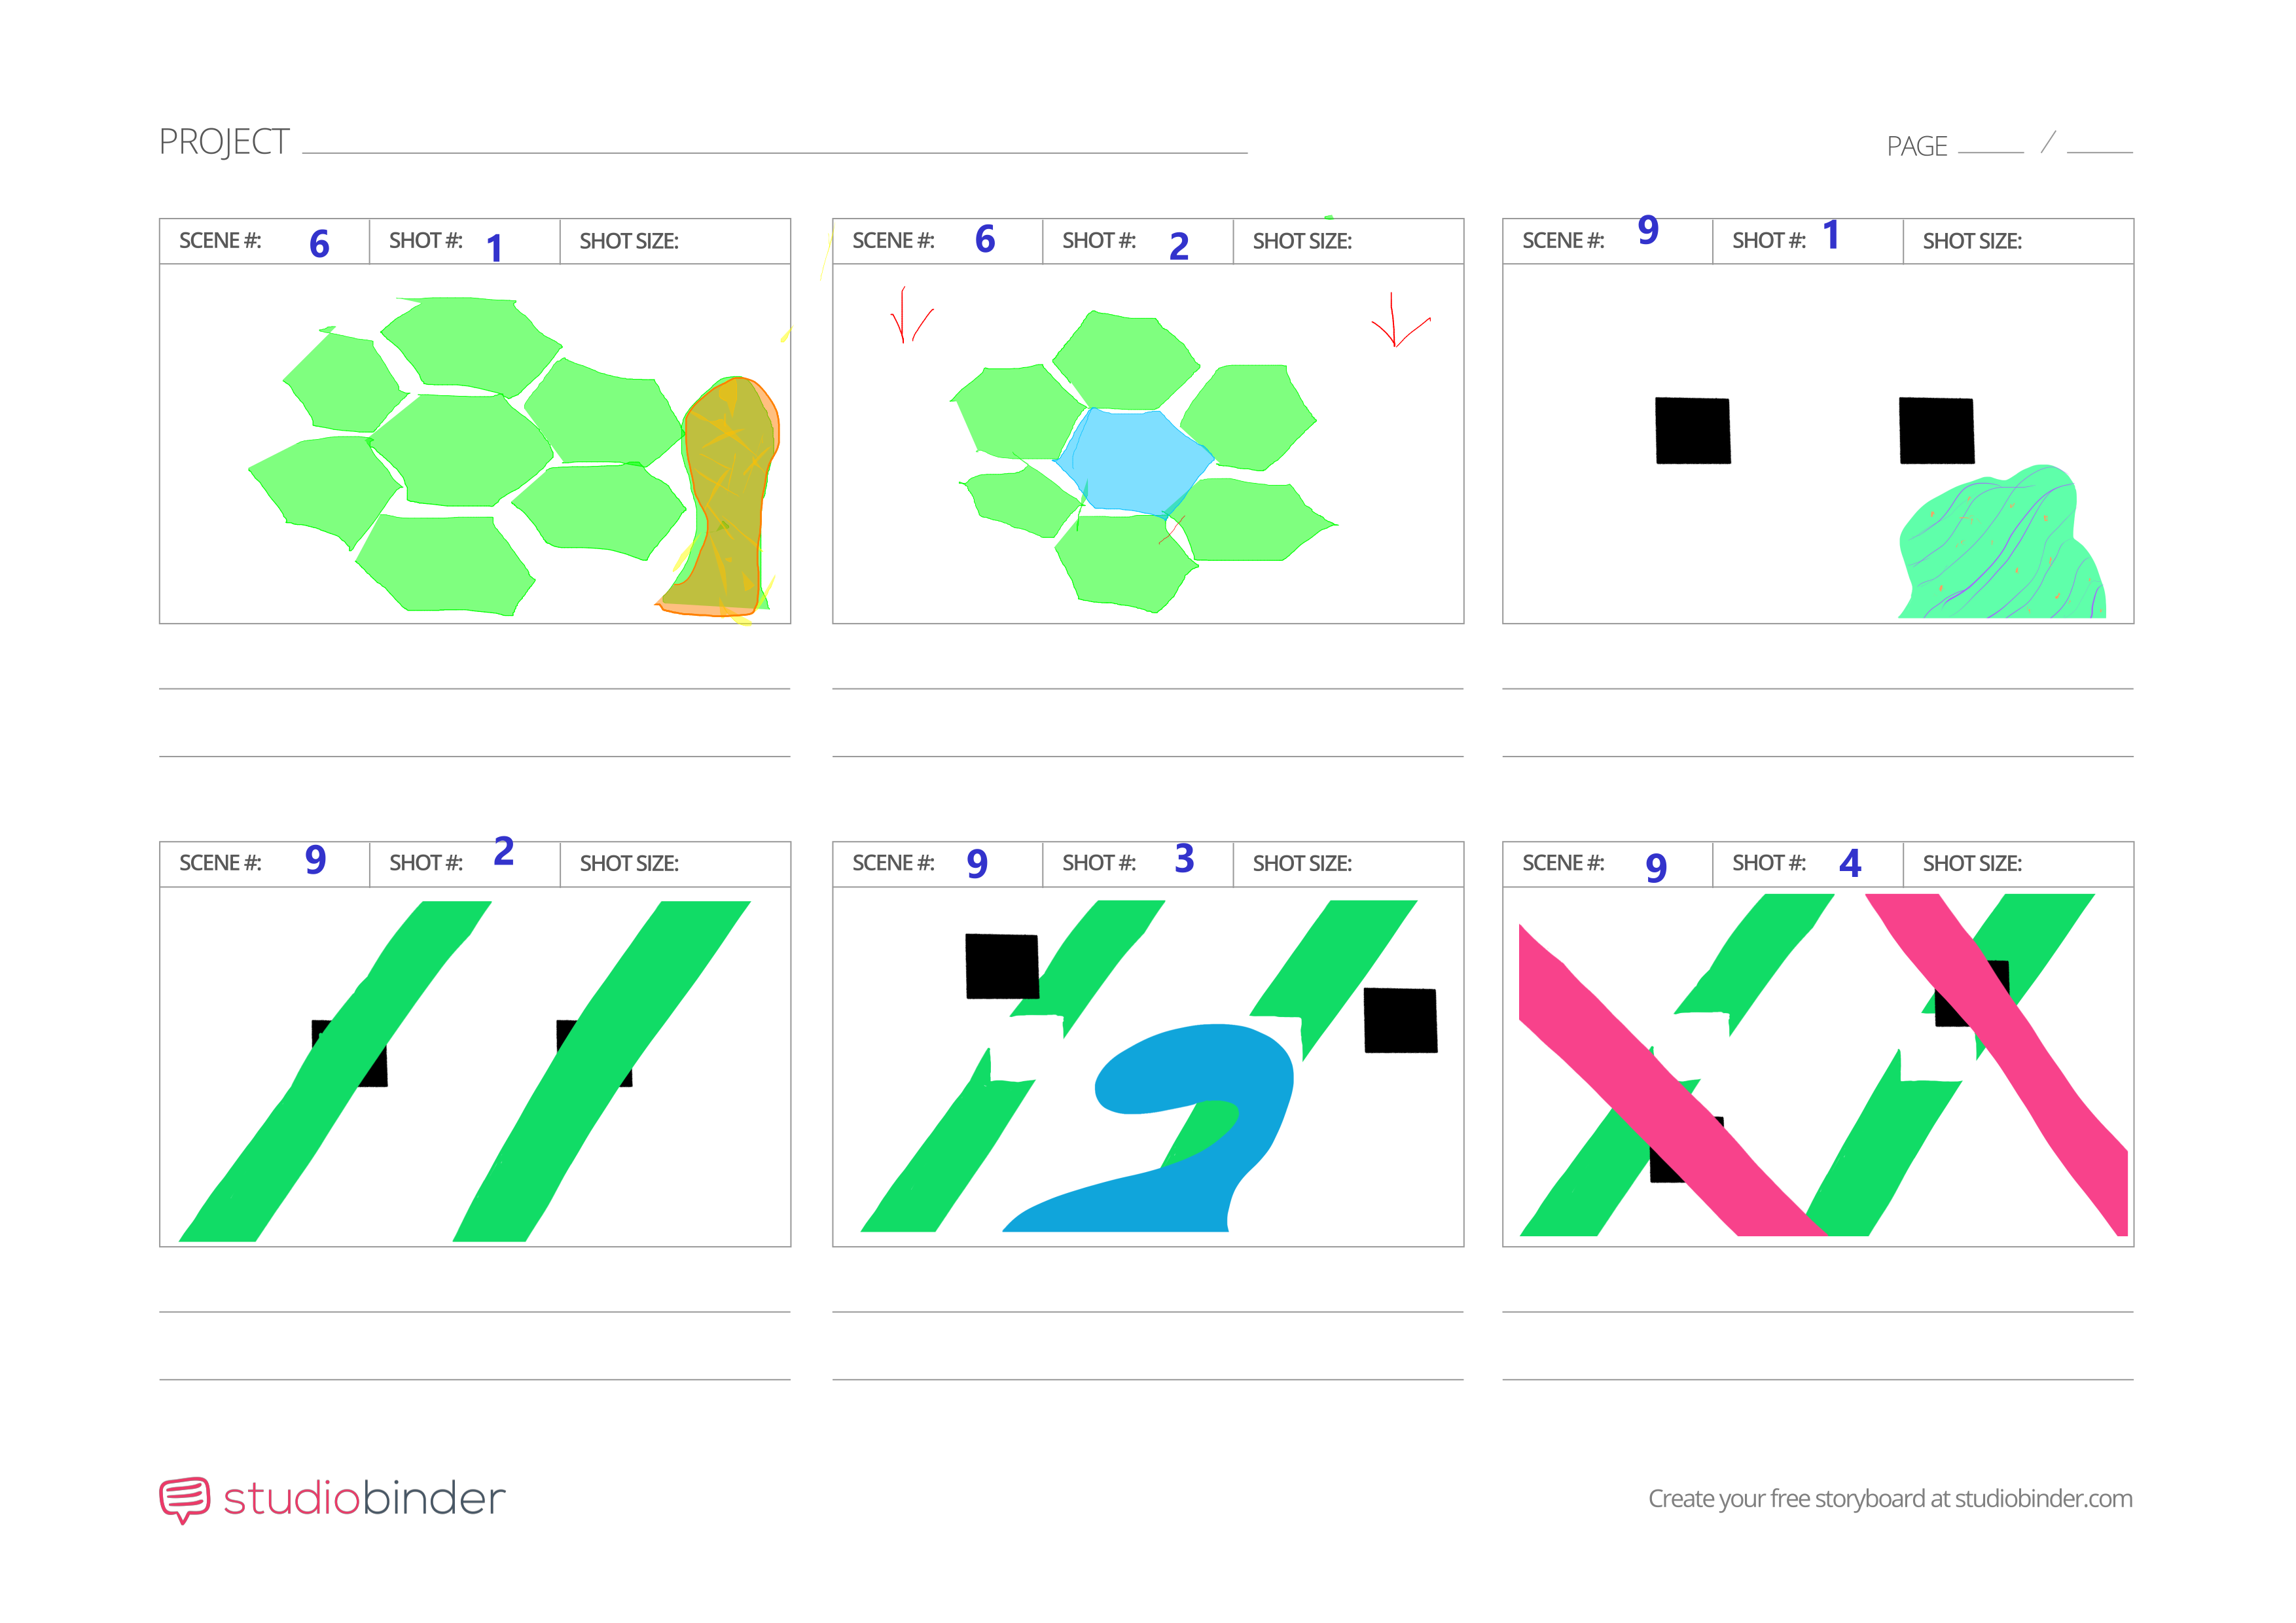 PROJECT PAGE /
SCENE #: 6 SHOT #: 1 SHOT SIZE:
SCENE #: 6 SHOT #: 2 SHOT SIZE:
SCENE #: 9 SHOT #: 1 SHOT SIZE:
SCENE #: 9 SHOT #: 2 SHOT SIZE:
SCENE #: 9 SHOT #: 3 SHOT SIZE:
SCENE #: 9 SHOT #: 4 SHOT SIZE:
studiobinder
Create your free storyboard at studiobinder.com